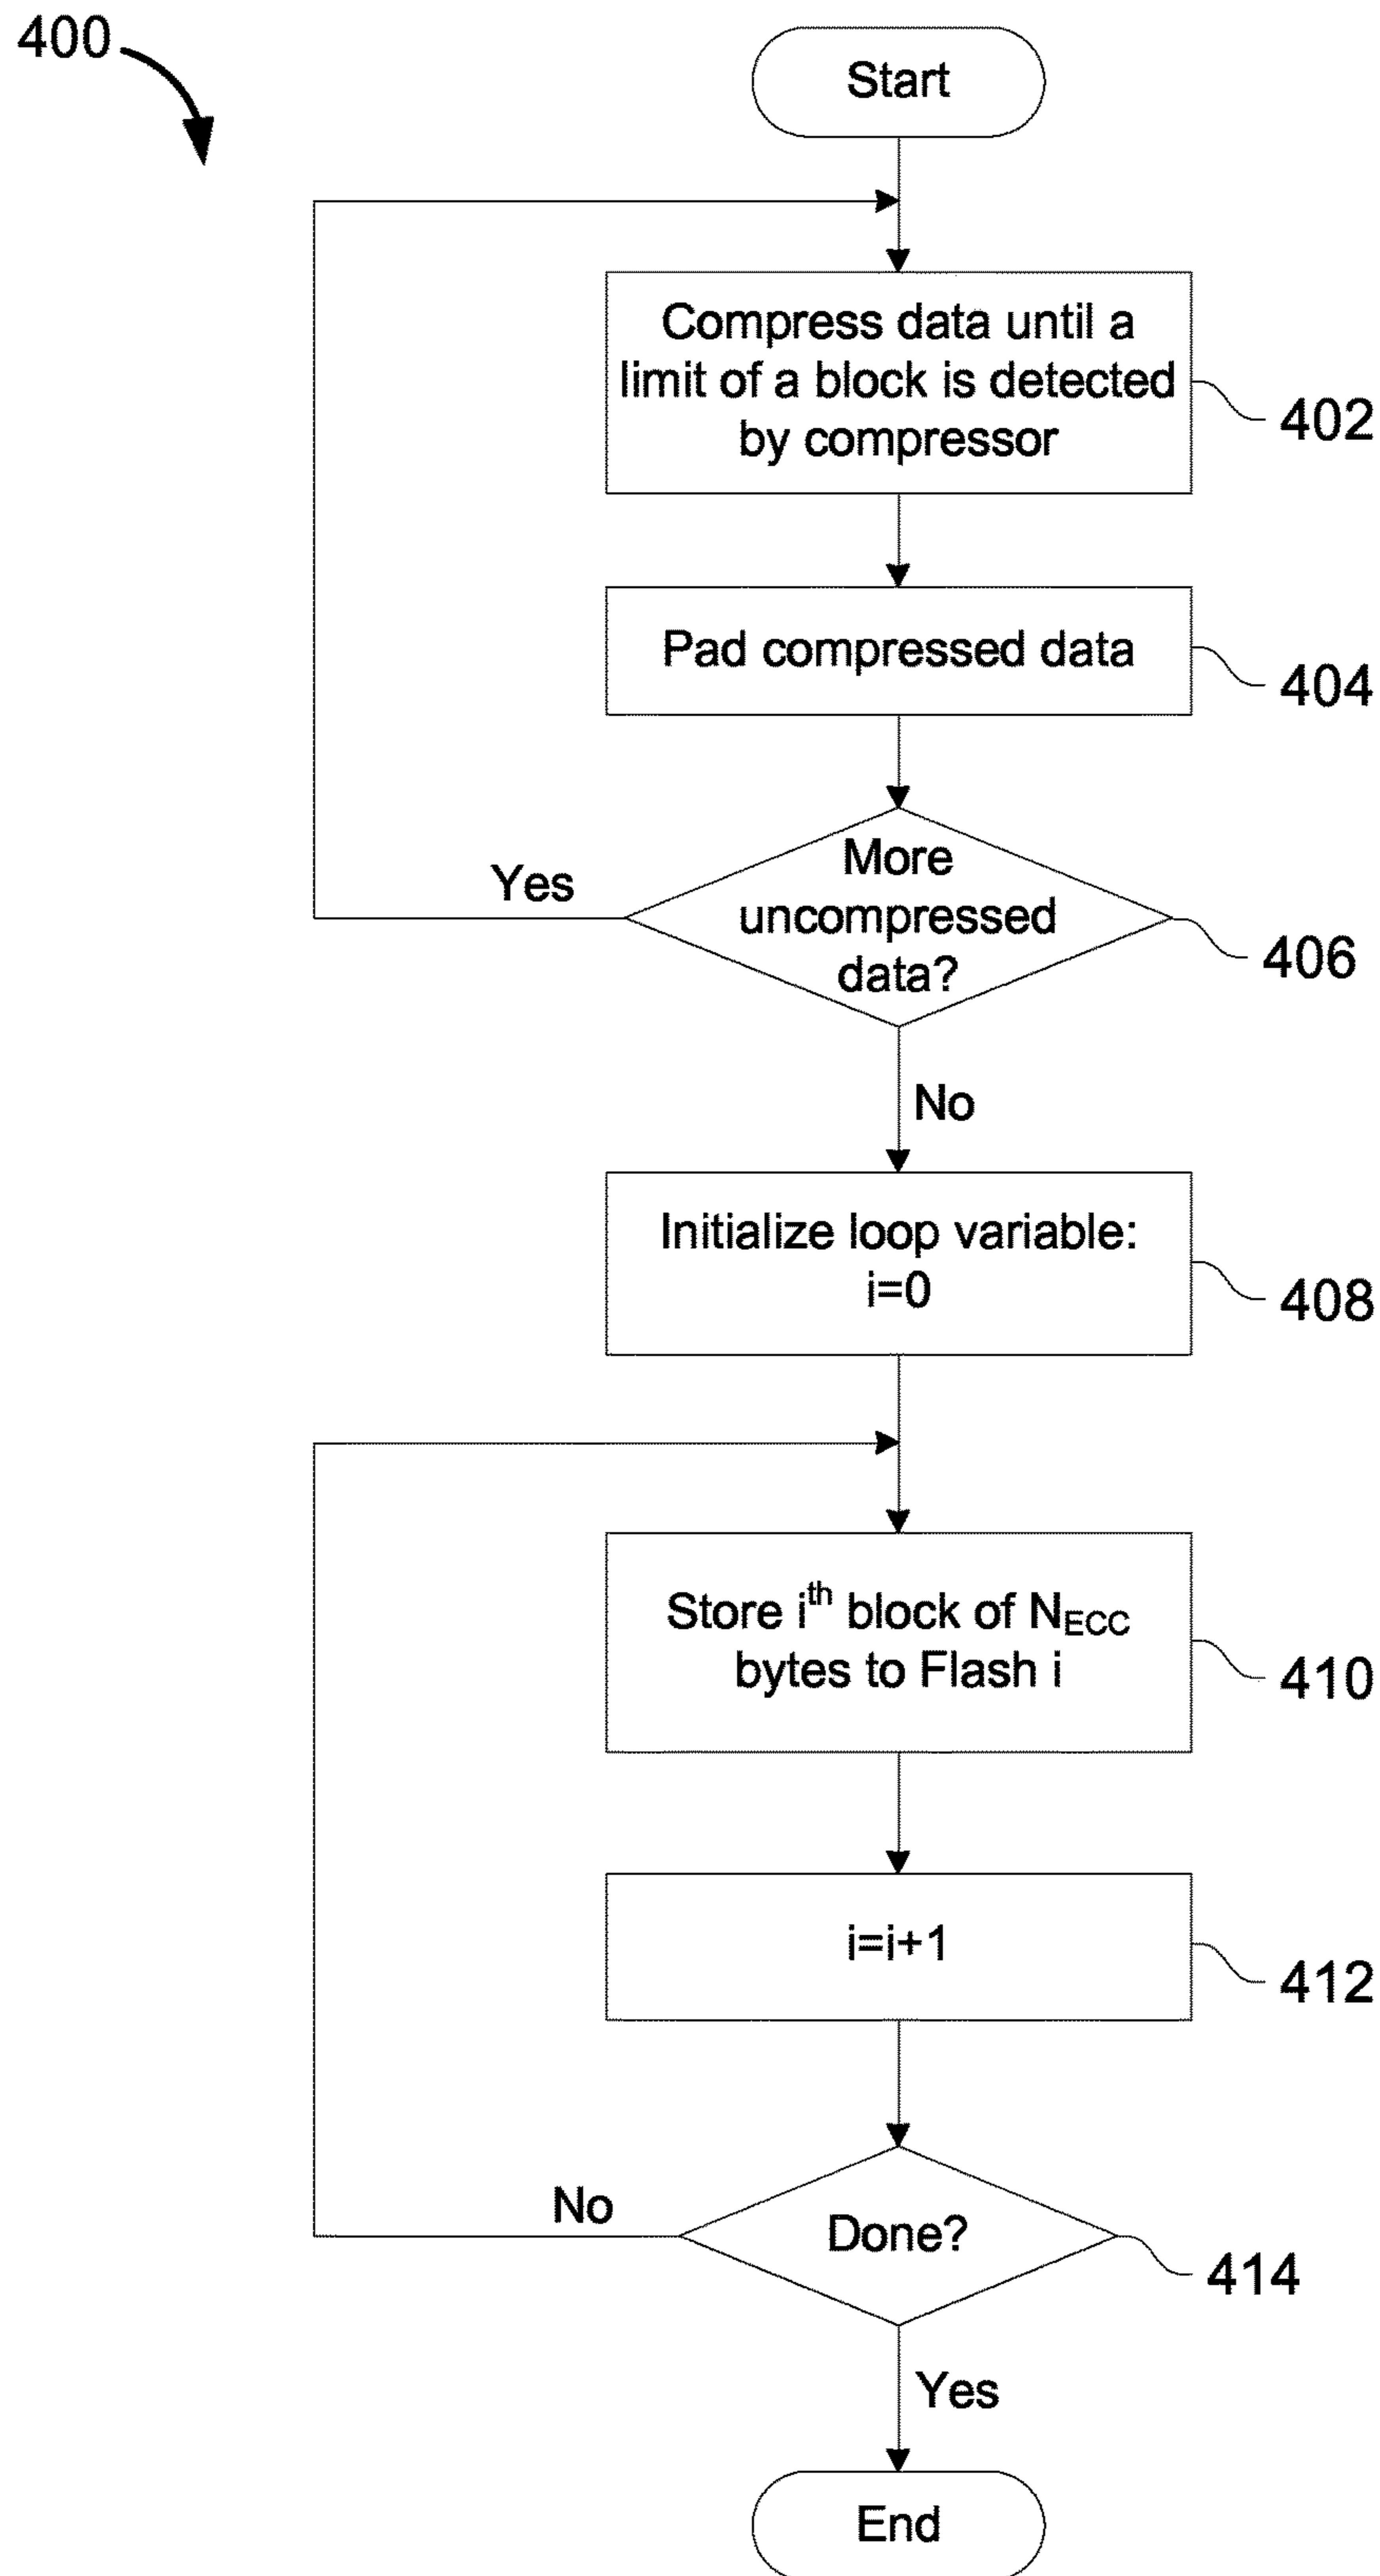 400
Start
Compress data until a
limit of a block is detected
by compressor
402
Pad compressed data
404
More
uncompressed
data?
Yes
406
No
Initialize loop variable:
i=0
408
Store ith block of NECC
bytes to Flash i
410
i=i+1
412
No
Done?
414
Yes
End